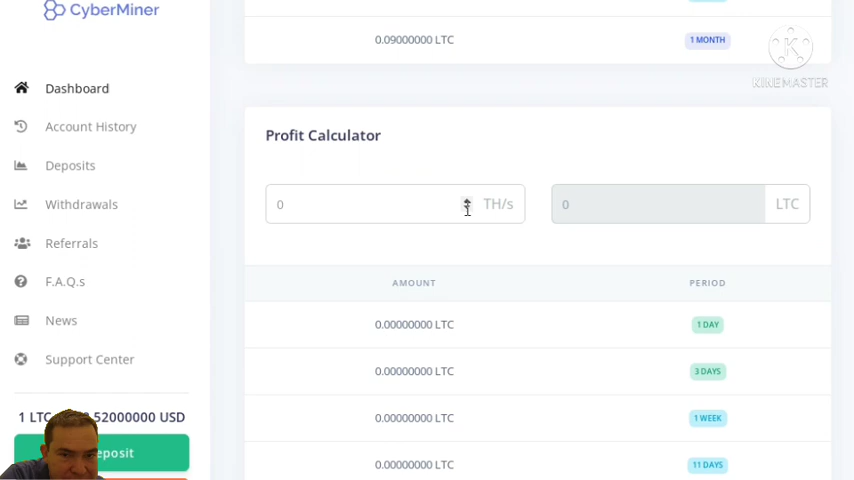 CyberMiner
0.09000000 LTC
1 MONTH
KINEMASTER
Dashboard
Account History
Deposits
Withdrawals
Referrals
F.A.Q.s
News
Support Center
1 LTC
52000000 USD
Profit Calculator
0 TH/s
0 LTC
AMOUNT PERIOD
0.00000000 LTC 1 DAY
0.00000000 LTC 3 DAYS
0.00000000 LTC 1 WEEK
0.00000000 LTC 11 DAYS